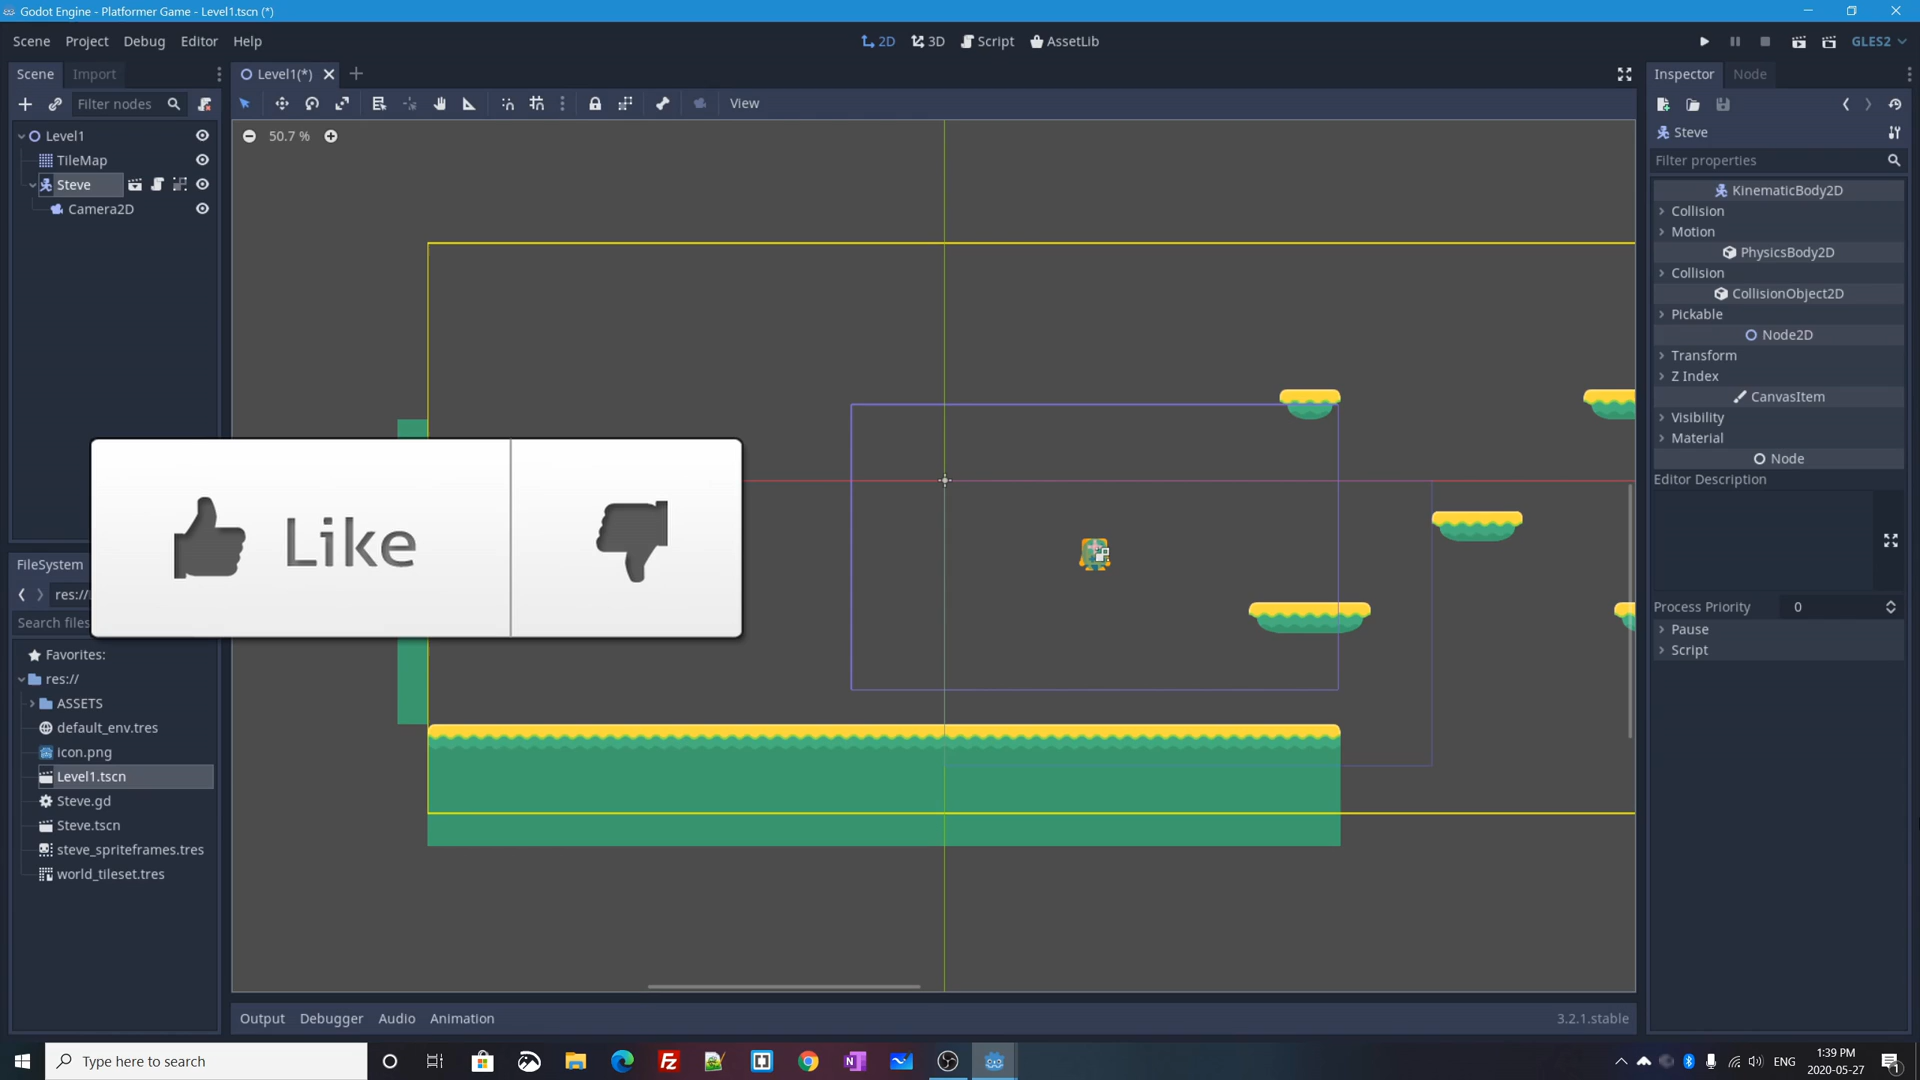 Godot Engine - Platformer Game - Level1.tscn (*)
Scene Project Debug Editor Help
2D 3D Script AssetLib
GLES2
Scene Import
Level1(*)
Inspector Node
Filter nodes
View
Level1
TileMap
Steve
Camera2D
50.7 %
Steve
Filter properties
KinematicBody2D
Collision
Motion
PhysicsBody2D
Collision
CollisionObject2D
Pickable
Node2D
Transform
Z Index
CanvasItem
Visibility
Material
Node
Editor Description
Process Priority 0
Pause
Script
Like
FileSystem
res://
Search files
Favorites:
res://
ASSETS
default_env.tres
icon.png
Level1.tscn
Steve.gd
Steve.tscn
steve_spriteframes.tres
world_tileset.tres
Output Debugger Audio Animation
3.2.1.stable
Type here to search
ENG
1:39 PM
2020-05-27
1